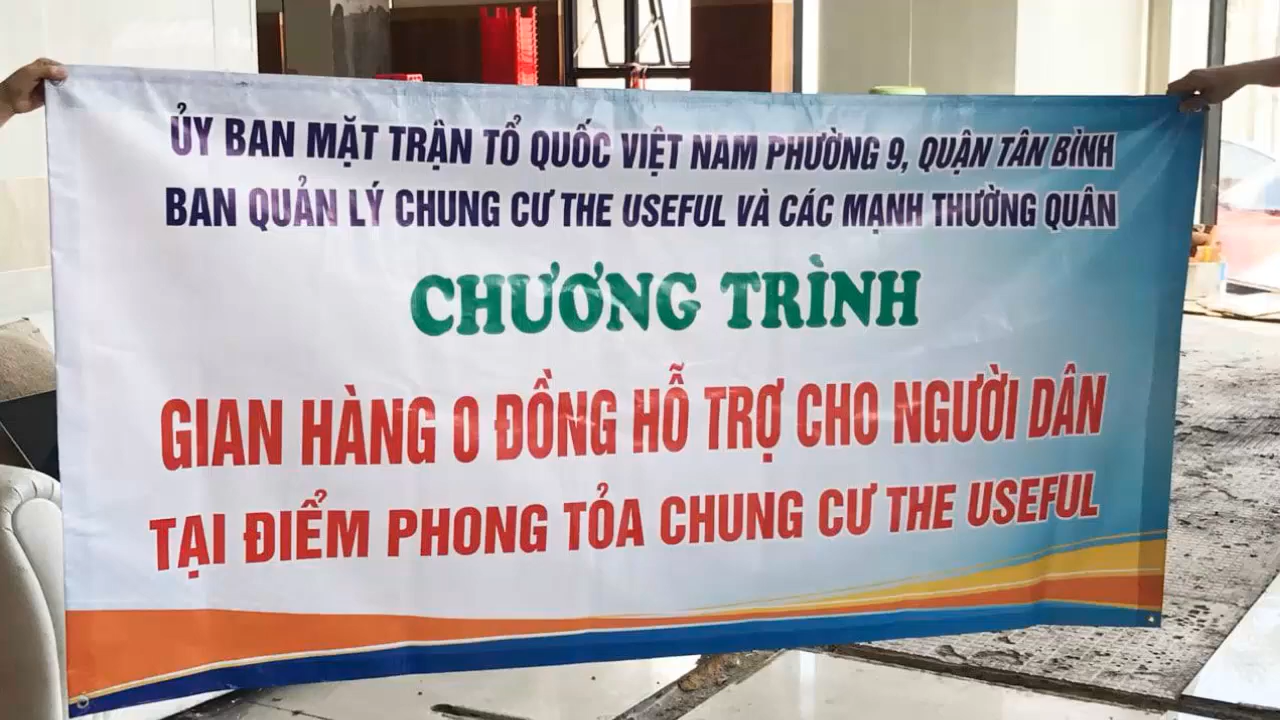 ỦY BAN MẶT TRẬN TỔ QUỐC VIỆT NAM PHƯỜNG 9, QUẬN TÂN BÌNH
BAN QUẢN LÝ CHUNG CƯ THE USEFUL VÀ CÁC MẠNH THƯỜNG QUÂN
CHƯƠNG TRÌNH
GIAN HÀNG 0 ĐỒNG HỖ TRỢ CHO NGƯỜI DÂN
TẠI ĐIỂM PHONG TỎA CHUNG CƯ THE USEFUL